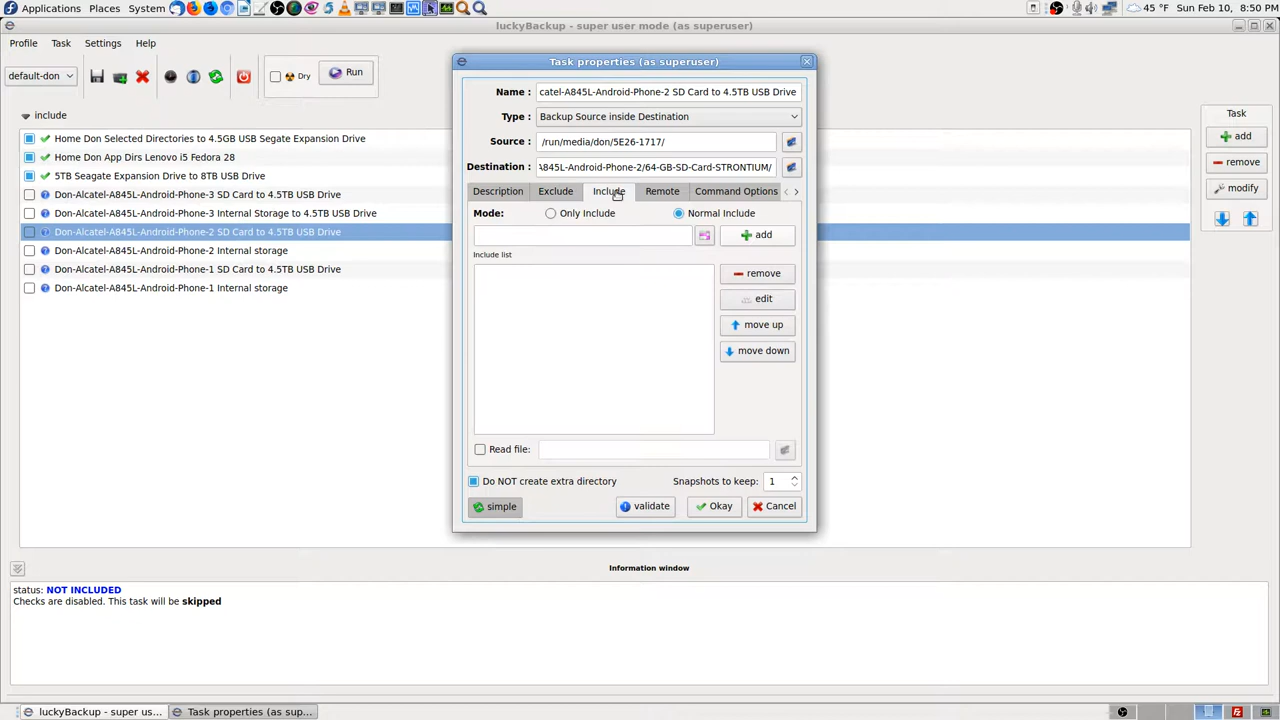 Applications Places System 45 °F Sun Feb 10, 8:50 PM
luckyBackup - super user mode (as superuser)
Profile Task Settings Help
default-don Dry Run
include
Home Don Selected Directories to 4.5GB USB Segate Expansion Drive
Home Don App Dirs Lenovo i5 Fedora 28
5TB Seagate Expansion Drive to 8TB USB Drive
Don-Alcatel-A845L-Android-Phone-3 SD Card to 4.5TB USB Drive
Don-Alcatel-A845L-Android-Phone-3 Internal Storage to 4.5TB USB Drive
Don-Alcatel-A845L-Android-Phone-2 SD Card to 4.5TB USB Drive
Don-Alcatel-A845L-Android-Phone-2 Internal storage
Don-Alcatel-A845L-Android-Phone-1 SD Card to 4.5TB USB Drive
Don-Alcatel-A845L-Android-Phone-1 Internal storage
Task
add
remove
modify
Task properties (as superuser)
Name : catel-A845L-Android-Phone-2 SD Card to 4.5TB USB Drive
Type : Backup Source inside Destination
Source : /run/media/don/5E26-1717/
Destination : A845L-Android-Phone-2/64-GB-SD-Card-STRONTIUM/
Description Exclude Include Remote Command Options
Mode: Only Include Normal Include
add
Include list
remove
edit
move up
move down
Read file:
Do NOT create extra directory Snapshots to keep: 1
simple validate Okay Cancel
Information window
status: NOT INCLUDED
Checks are disabled. This task will be skipped
luckyBackup - super us... Task properties (as sup...